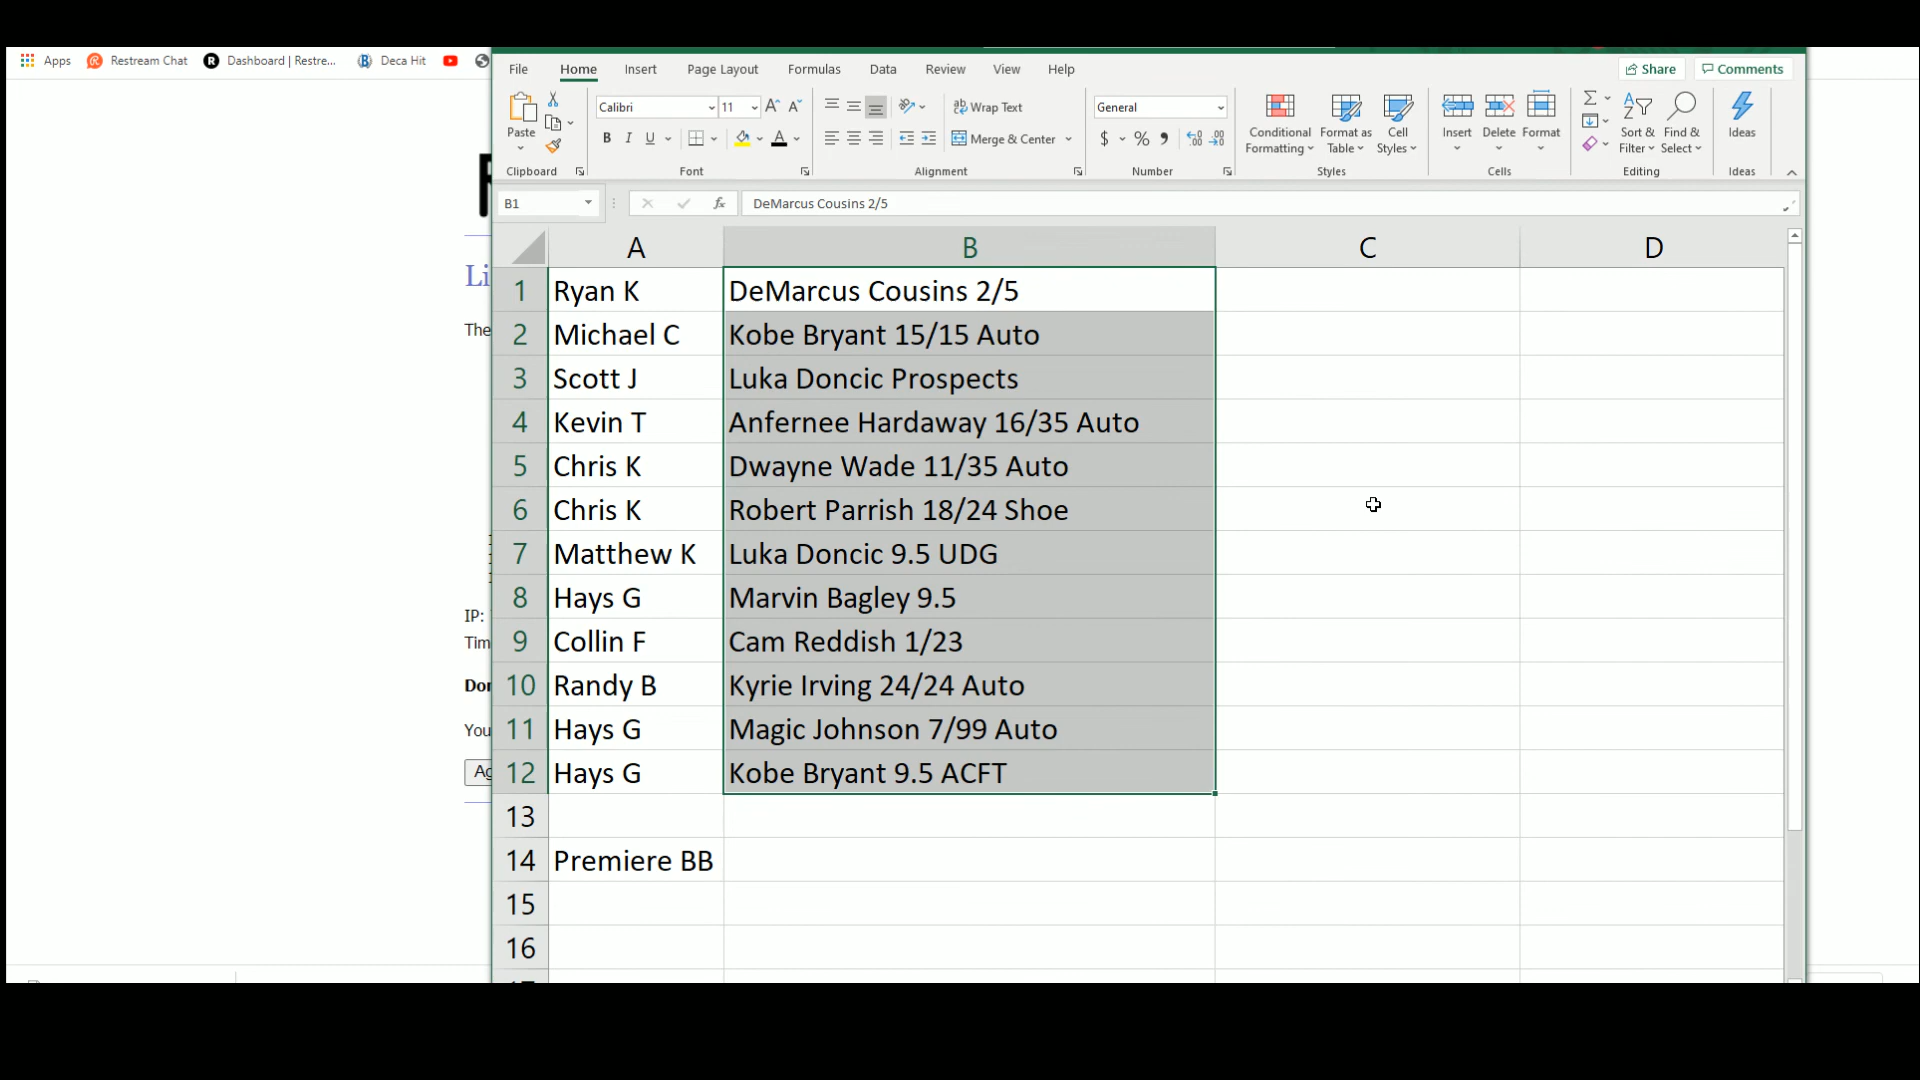 Apps Restream Chat Dashboard | Restre... Deca Hit
File Home Insert Page Layout Formulas Data Review View Help Share Comments
Paste Calibri 11 Wrap Text General Conditional Formatting Format as Table Cell Styles Insert Delete Format Sort & Filter Find & Select Ideas
B I U Merge & Center $ % ,
Clipboard Font Alignment Number Styles Cells Editing Ideas
B1 fx DeMarcus Cousins 2/5
A B C D
1 Ryan K DeMarcus Cousins 2/5
2 Michael C Kobe Bryant 15/15 Auto
3 Scott J Luka Doncic Prospects
4 Kevin T Anfernee Hardaway 16/35 Auto
5 Chris K Dwayne Wade 11/35 Auto
6 Chris K Robert Parrish 18/24 Shoe
7 Matthew K Luka Doncic 9.5 UDG
8 Hays G Marvin Bagley 9.5
9 Collin F Cam Reddish 1/23
10 Randy B Kyrie Irving 24/24 Auto
11 Hays G Magic Johnson 7/99 Auto
12 Hays G Kobe Bryant 9.5 ACFT
13
14 Premiere BB
15
16
Li
The
IP:
Tim
Dor
You